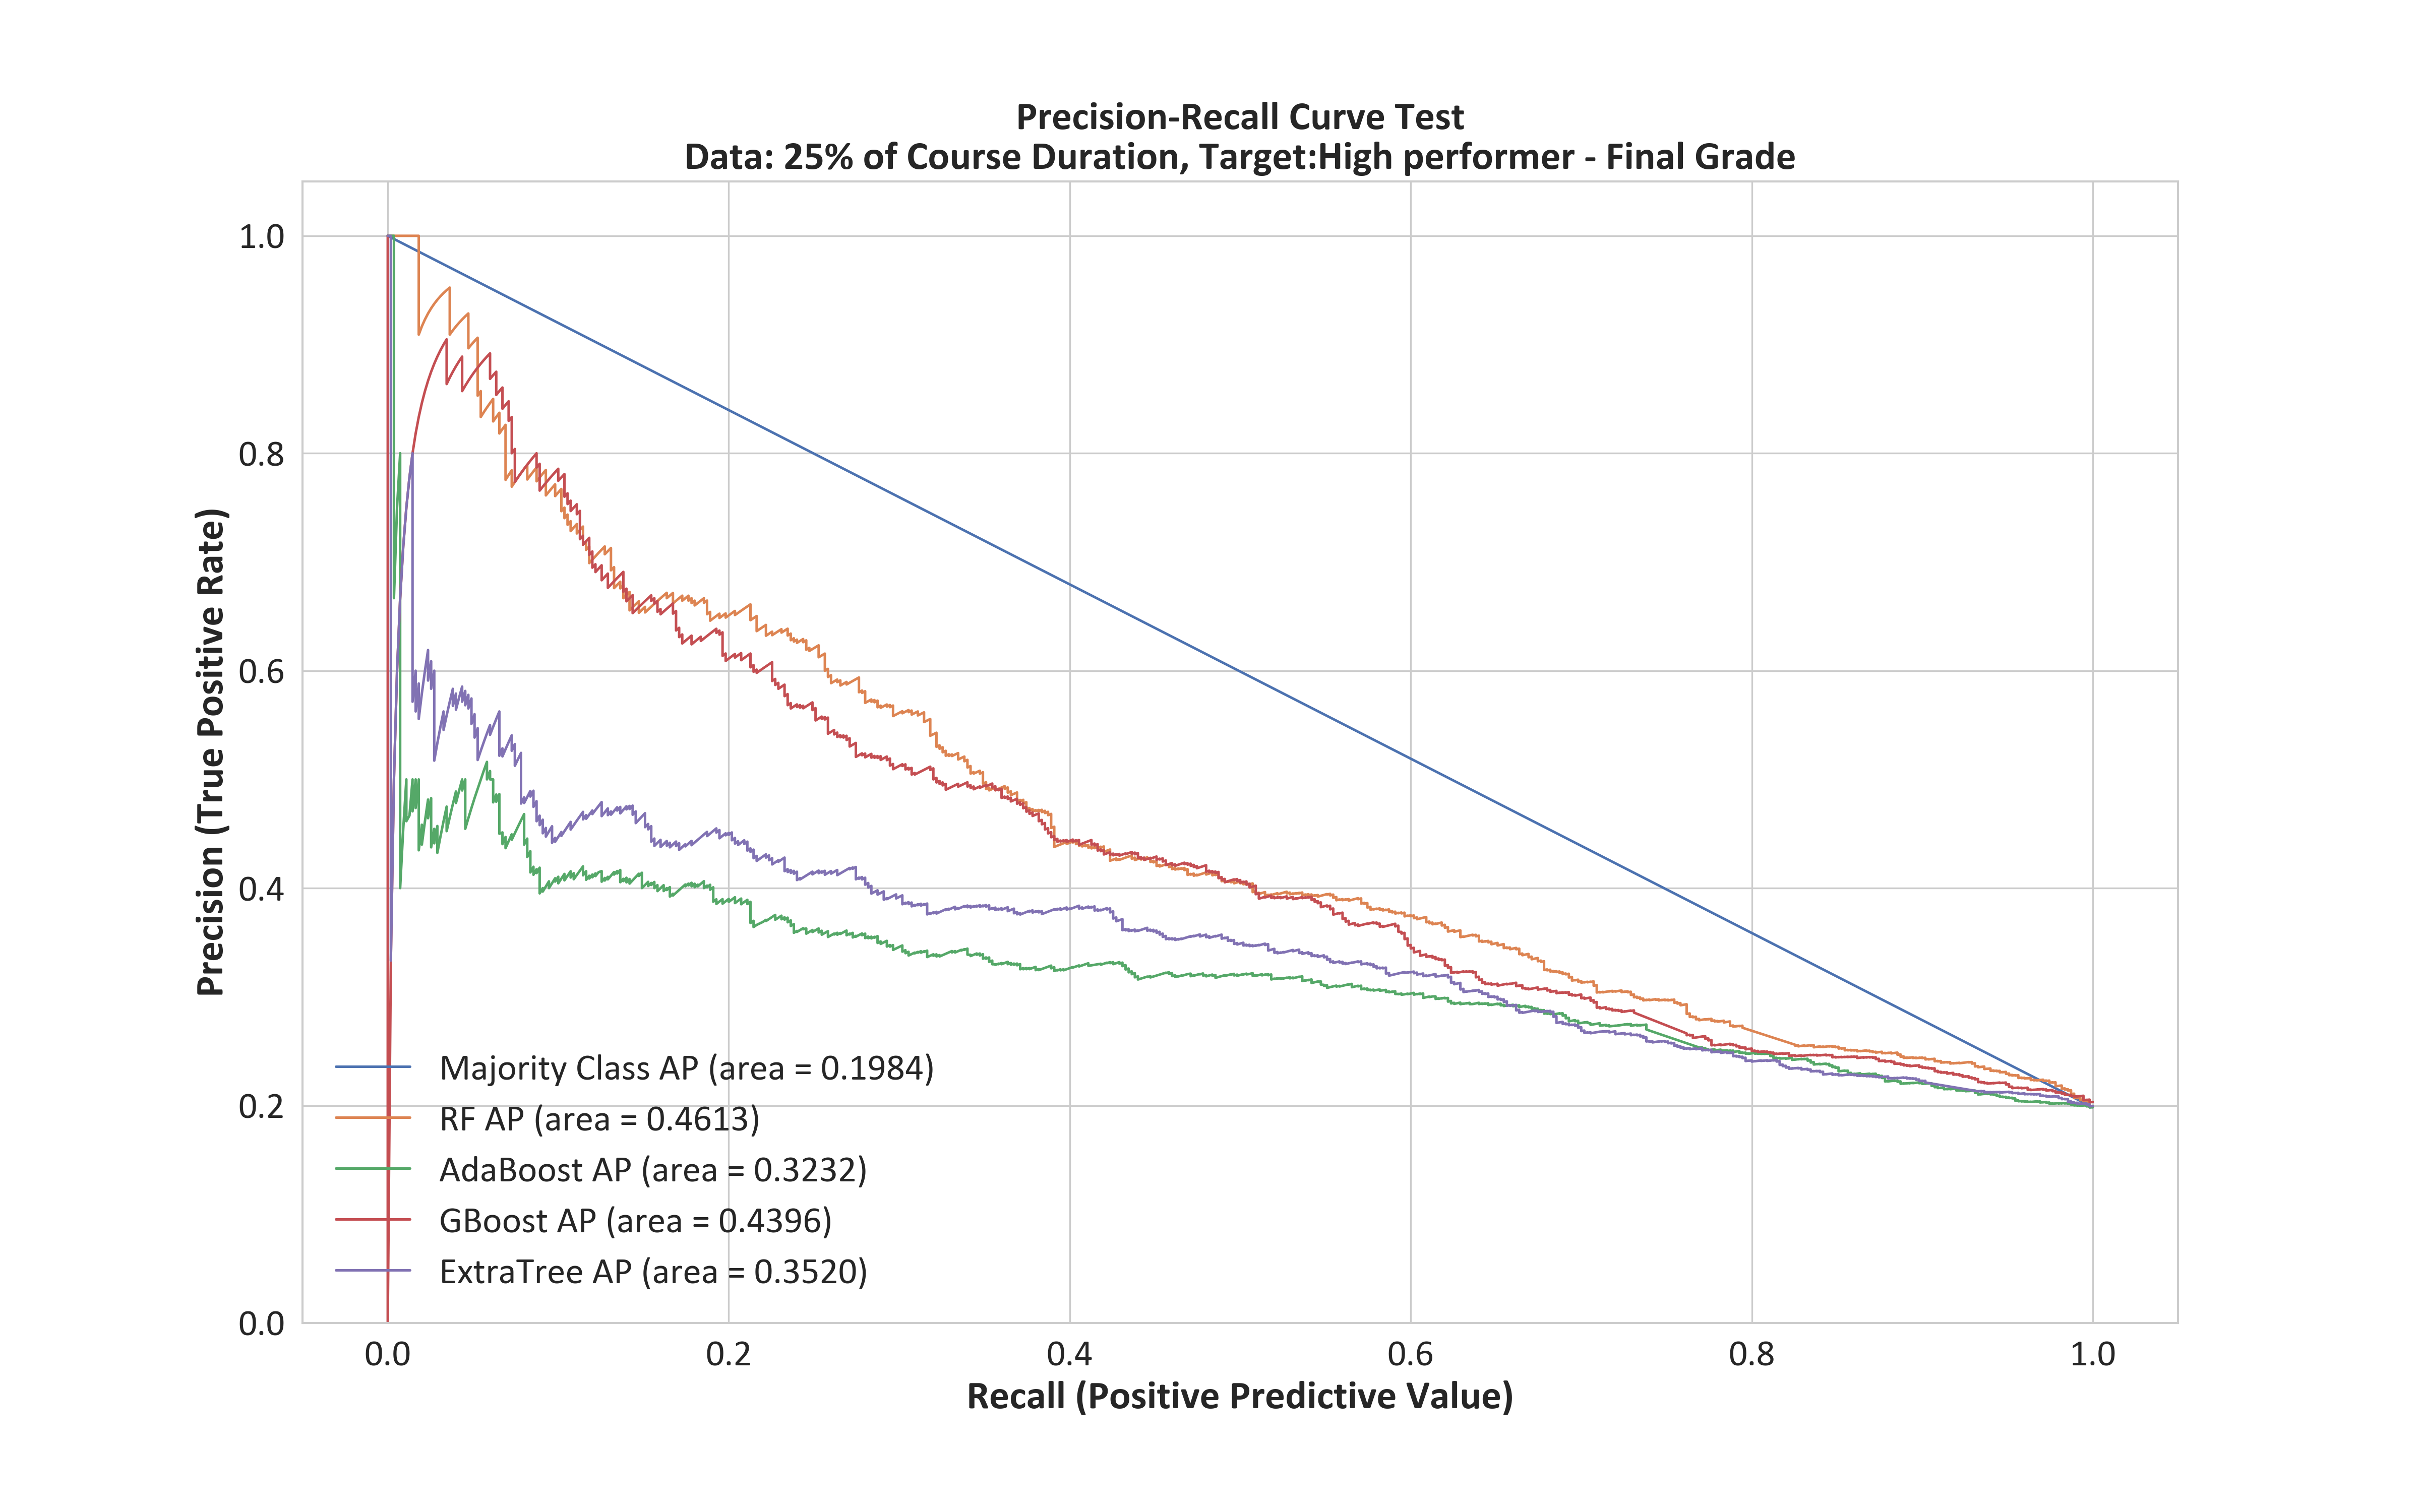 Precision-Recall Curve Test
Data: 25% of Course Duration, Target:High performer - Final Grade
Precision (True Positive Rate)
1.0
0.8
0.6
0.4
0.2
0.0
Majority Class AP (area = 0.1984)
RF AP (area = 0.4613)
AdaBoost AP (area = 0.3232)
GBoost AP (area = 0.4396)
ExtraTree AP (area = 0.3520)
0.0 0.2 0.4 0.6 0.8 1.0
Recall (Positive Predictive Value)